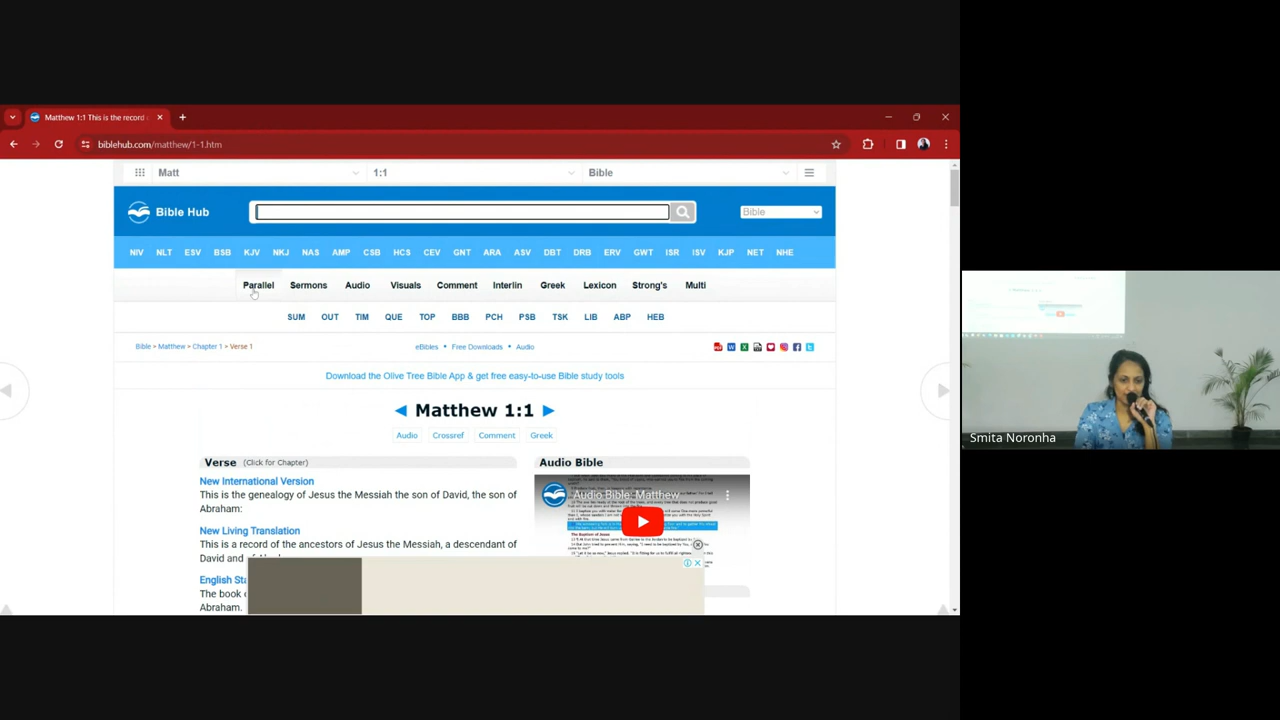 Matthew 1:1 This is the record
biblehub.com/matthew/1-1.htm
Matt 1:1 Bible
Bible Hub Bible
NIV NLT ESV BSB KJV NKJ NAS AMP CSB HCS CEV GNT ARA ASV DBT DRB ERV GWT ISR ISV KJP NET NHE
Parallel Sermons Audio Visuals Comment Interlin Greek Lexicon Strong's Multi
SUM OUT TIM QUE TOP BBB PCH PSB TSK LIB ABP HEB
Bible > Matthew > Chapter 1 > Verse 1 eBibles • Free Downloads • Audio
Download the Olive Tree Bible App & get free easy-to-use Bible study tools
◄ Matthew 1:1 ►
Audio Crossref Comment Greek
Verse (Click for Chapter)
New International Version
This is the genealogy of Jesus the Messiah the son of David, the son of
Abraham:
New Living Translation
This is a record of the ancestors of Jesus the Messiah, a descendant of
David and
English
The book
Abraham.
Audio Bible
Audio Bible: Matthew
The Baptism of Jesus
Smita Noronha